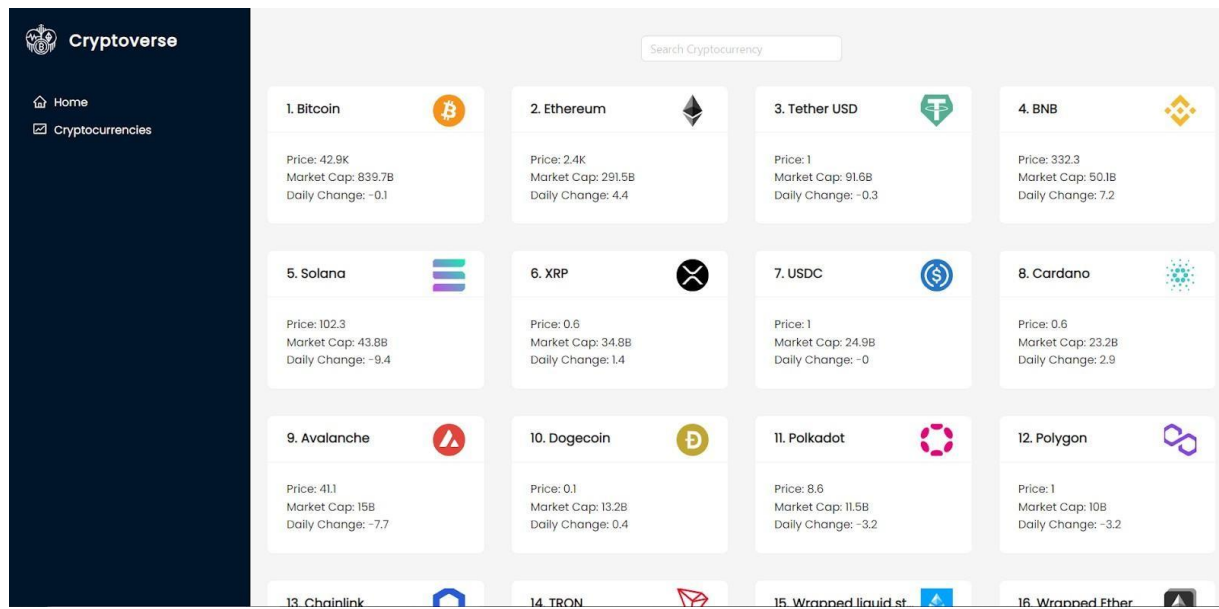 Cryptoverse
Search Cryptocurrency
Home
Cryptocurrencies
1. Bitcoin
Price: 42.9K
Market Cap: 839.7B
Daily Change: -0.1
2. Ethereum
Price: 2.4K
Market Cap: 291.5B
Daily Change: 4.4
3. Tether USD
Price: 1
Market Cap: 91.6B
Daily Change: -0.3
4. BNB
Price: 332.3
Market Cap: 50.1B
Daily Change: 7.2
5. Solana
Price: 102.3
Market Cap: 43.8B
Daily Change: -9.4
6. XRP
Price: 0.6
Market Cap: 34.8B
Daily Change: 1.4
7. USDC
Price: 1
Market Cap: 24.9B
Daily Change: -0
8. Cardano
Price: 0.6
Market Cap: 23.2B
Daily Change: 2.9
9. Avalanche
Price: 41.1
Market Cap: 15B
Daily Change: -7.7
10. Dogecoin
Price: 0.1
Market Cap: 13.2B
Daily Change: 0.4
11. Polkadot
Price: 8.6
Market Cap: 11.5B
Daily Change: -3.2
12. Polygon
Price: 1
Market Cap: 10B
Daily Change: -3.2
13. Chainlink
14. TRON
15. Wrapped liquid st...
16. Wrapped Ether